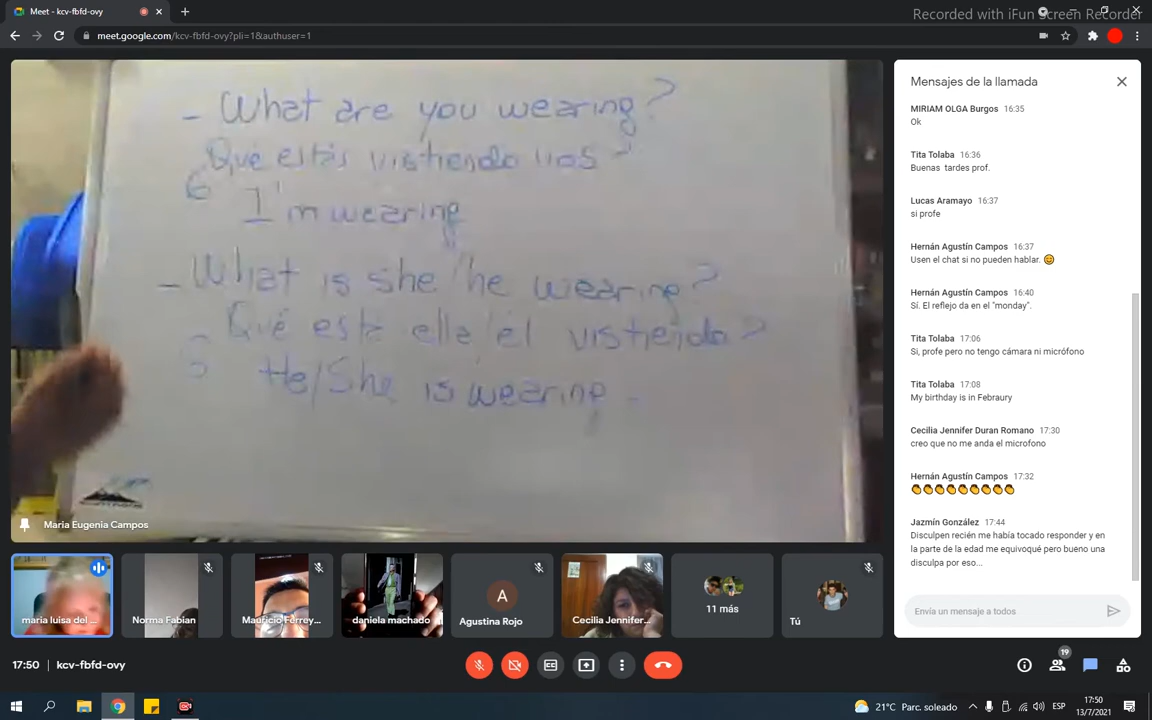 Meet - kcv-fbfd-ovy
Recorded with iFun Screen Recorder
meet.google.com/kcv-fbfd-ovy?pli=1&authuser=1
- What are you wearing?
Qué estás vistiendo vos?
I'm wearing
- What is she/he wearing?
Qué está ella/él vistiendo?
He/She is wearing -
Maria Eugenia Campos
maria luisa del ...
Norma Fabian
Mauricio Ferrey...
daniela machado
A
Agustina Rojo
Cecilia Jennifer...
11 más
Tú
Mensajes de la llamada
MIRIAM OLGA Burgos 16:35
Ok
Tita Tolaba 16:36
Buenas tardes prof.
Lucas Aramayo 16:37
si profe
Hernán Agustín Campos 16:37
Usen el chat si no pueden hablar. 😊
Hernán Agustín Campos 16:40
Sí. El reflejo da en el "monday".
Tita Tolaba 17:06
Si, profe pero no tengo cámara ni micrófono
Tita Tolaba 17:08
My birthday is in Febraury
Cecilia Jennifer Duran Romano 17:30
creo que no me anda el microfono
Hernán Agustín Campos 17:32
👏👏👏👏👏👏👏👏👏
Jazmín González 17:44
Disculpen recién me había tocado responder y en
la parte de la edad me equivoqué pero bueno una
disculpa por eso...
Envía un mensaje a todos
17:50 | kcv-fbfd-ovy
19
21°C Parc. soleado
ESP
17:50
13/7/2021